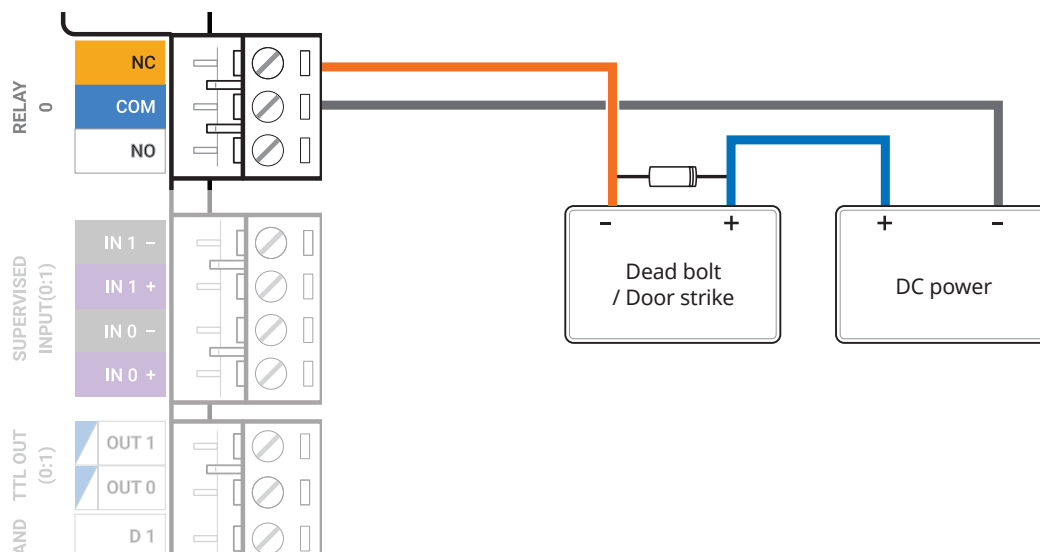 RELAY
0
NC
COM
NO
SUPERVISED
INPUT(0:1)
IN 1 −
IN 1 +
IN 0 −
IN 0 +
TTL OUT
(0:1)
OUT 1
OUT 0
AND
D 1
− +
Dead bolt
/ Door strike
+ −
DC power